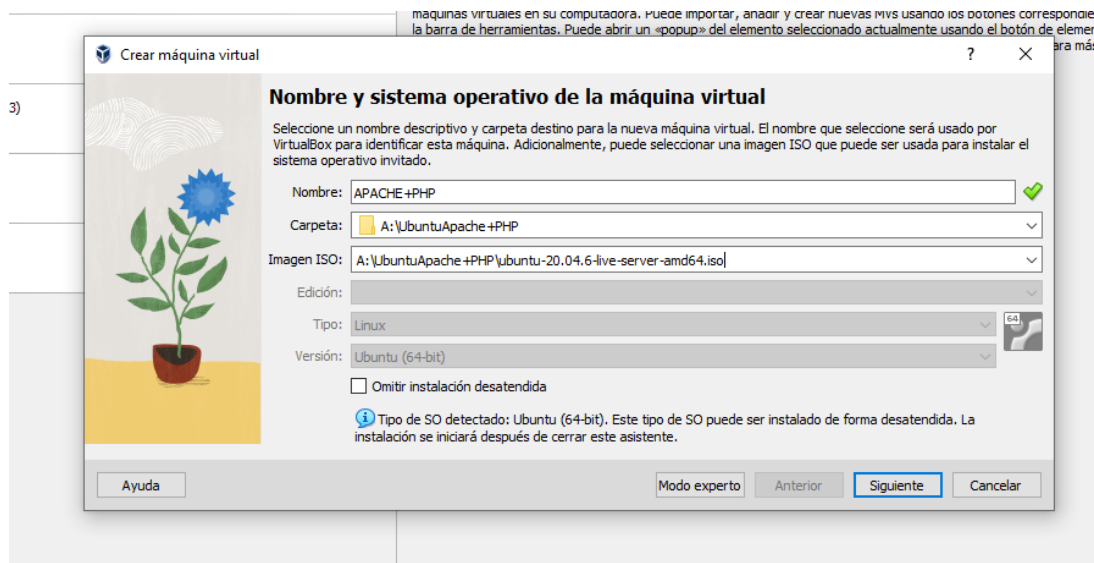 máquinas virtuales en su computadora. Puede importar, añadir y crear nuevas MVs usando los botones correspondie
la barra de herramientas. Puede abrir un «popup» del elemento seleccionado actualmente usando el botón de elemen
ara más
3)
Crear máquina virtual
?
Nombre y sistema operativo de la máquina virtual
Seleccione un nombre descriptivo y carpeta destino para la nueva máquina virtual. El nombre que seleccione será usado por
VirtualBox para identificar esta máquina. Adicionalmente, puede seleccionar una imagen ISO que puede ser usada para instalar el
sistema operativo invitado.
Nombre: APACHE+PHP
Carpeta: A:\UbuntuApache+PHP
Imagen ISO: A:\UbuntuApache+PHP\ubuntu-20.04.6-live-server-amd64.iso
Edición:
Tipo: Linux
64
Versión: Ubuntu (64-bit)
Omitir instalación desatendida
Tipo de SO detectado: Ubuntu (64-bit). Este tipo de SO puede ser instalado de forma desatendida. La
instalación se iniciará después de cerrar este asistente.
Ayuda Modo experto Anterior Siguiente Cancelar